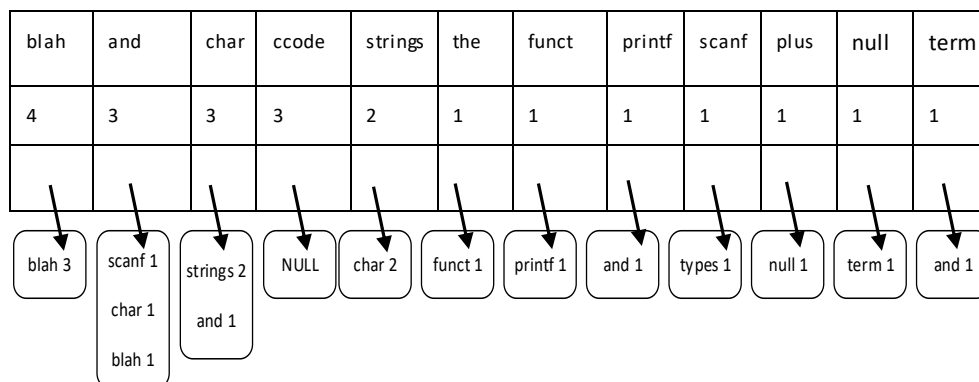 blah and char ccode strings the funct printf scanf plus null term
4 3 3 3 2 1 1 1 1 1 1 1
blah 3 scanf 1 strings 2 NULL char 2 funct 1 printf 1 and 1 types 1 null 1 term 1 and 1
char 1 and 1
blah 1